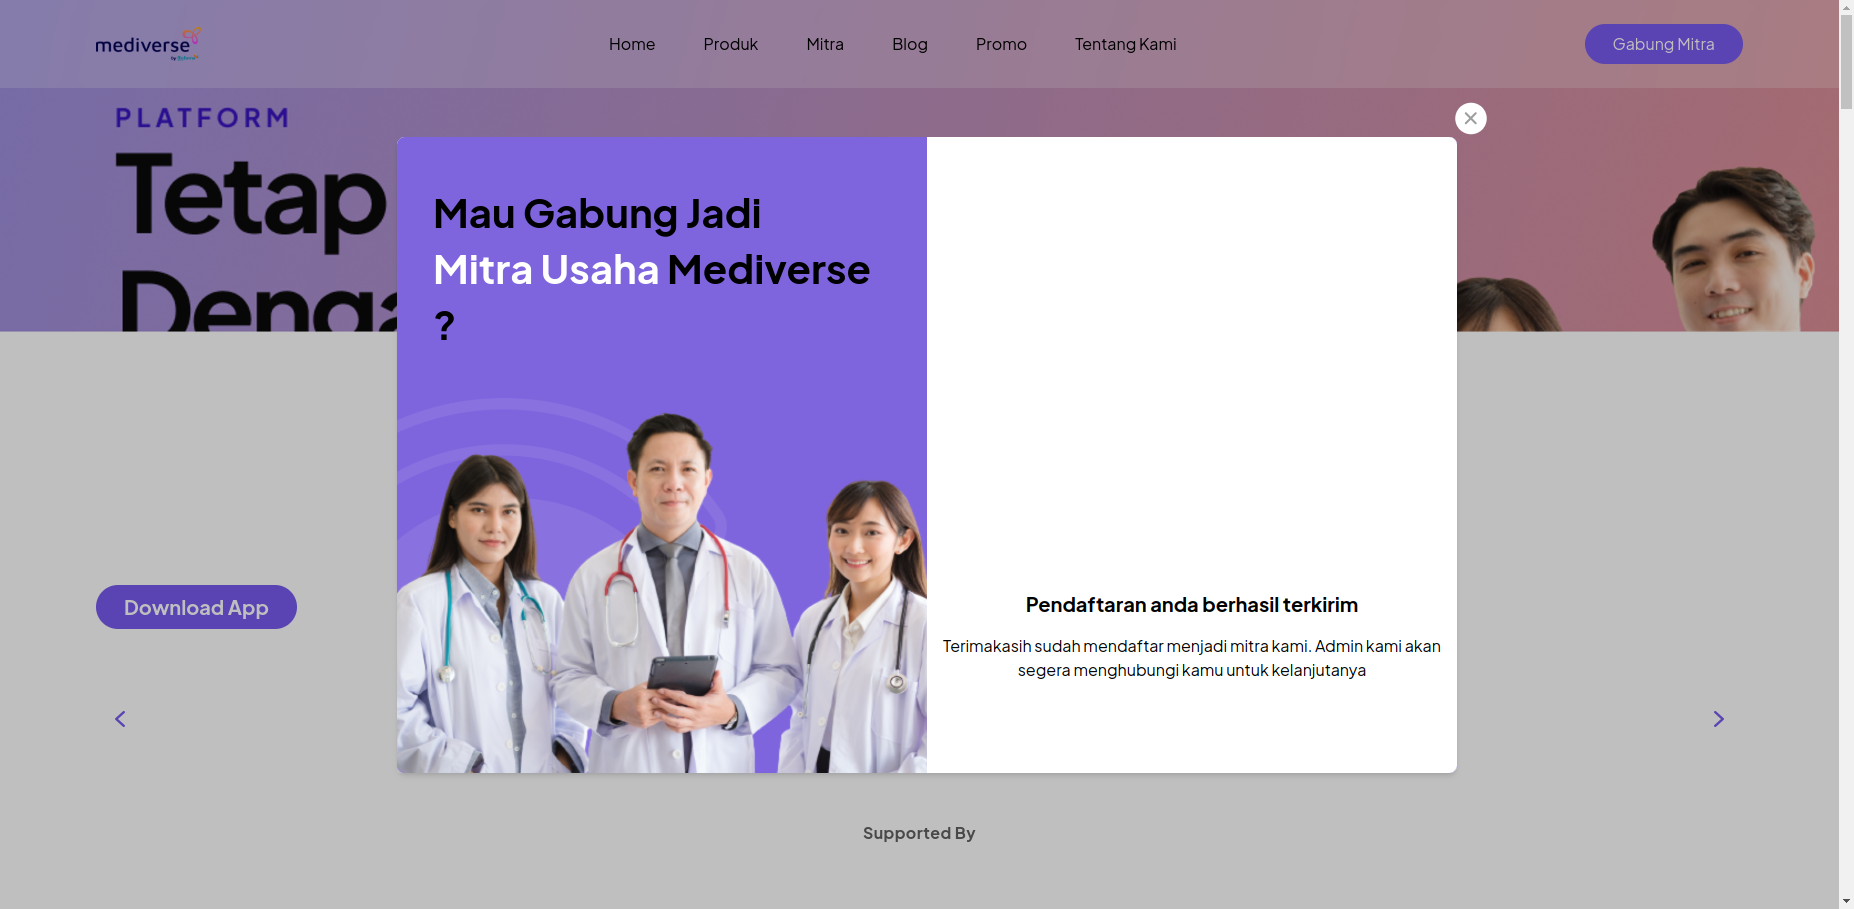 mediverse
Home
Produk
Mitra
Blog
Promo
Tentang Kami
Gabung Mitra
PLATFORM
Tetap
Denga
Mau Gabung Jadi
Mitra Usaha Mediverse
?
Pendaftaran anda berhasil terkirim
Terimakasih sudah mendaftar menjadi mitra kami. Admin kami akan
segera menghubungi kamu untuk kelanjutanya
Download App
Supported By